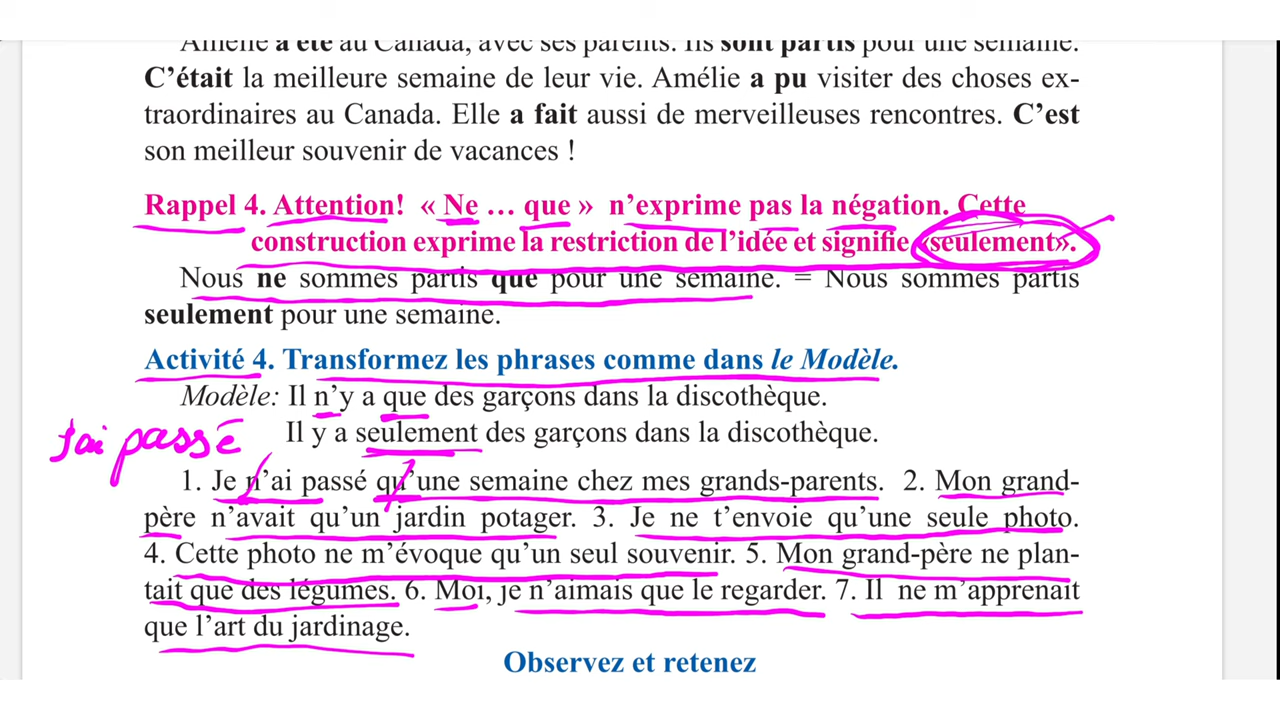 Amélie a été au Canada, avec ses parents. Ils sont partis pour une semaine.
C’était la meilleure semaine de leur vie. Amélie a pu visiter des choses ex-
traordinaires au Canada. Elle a fait aussi de merveilleuses rencontres. C’est
son meilleur souvenir de vacances !
Rappel 4. Attention! « Ne … que » n’exprime pas la négation. Cette
construction exprime la restriction de l’idée et signifie «seulement».
Nous ne sommes partis que pour une semaine. = Nous sommes partis
seulement pour une semaine.
Activité 4. Transformez les phrases comme dans le Modèle.
Modèle: Il n’y a que des garçons dans la discothèque.
J'ai passé
Il y a seulement des garçons dans la discothèque.
1. Je n’ai passé qu’une semaine chez mes grands-parents. 2. Mon grand-
père n’avait qu’un jardin potager. 3. Je ne t’envoie qu’une seule photo.
4. Cette photo ne m’évoque qu’un seul souvenir. 5. Mon grand-père ne plan-
tait que des légumes. 6. Moi, je n’aimais que le regarder. 7. Il ne m’apprenait
que l’art du jardinage.
Observez et retenez